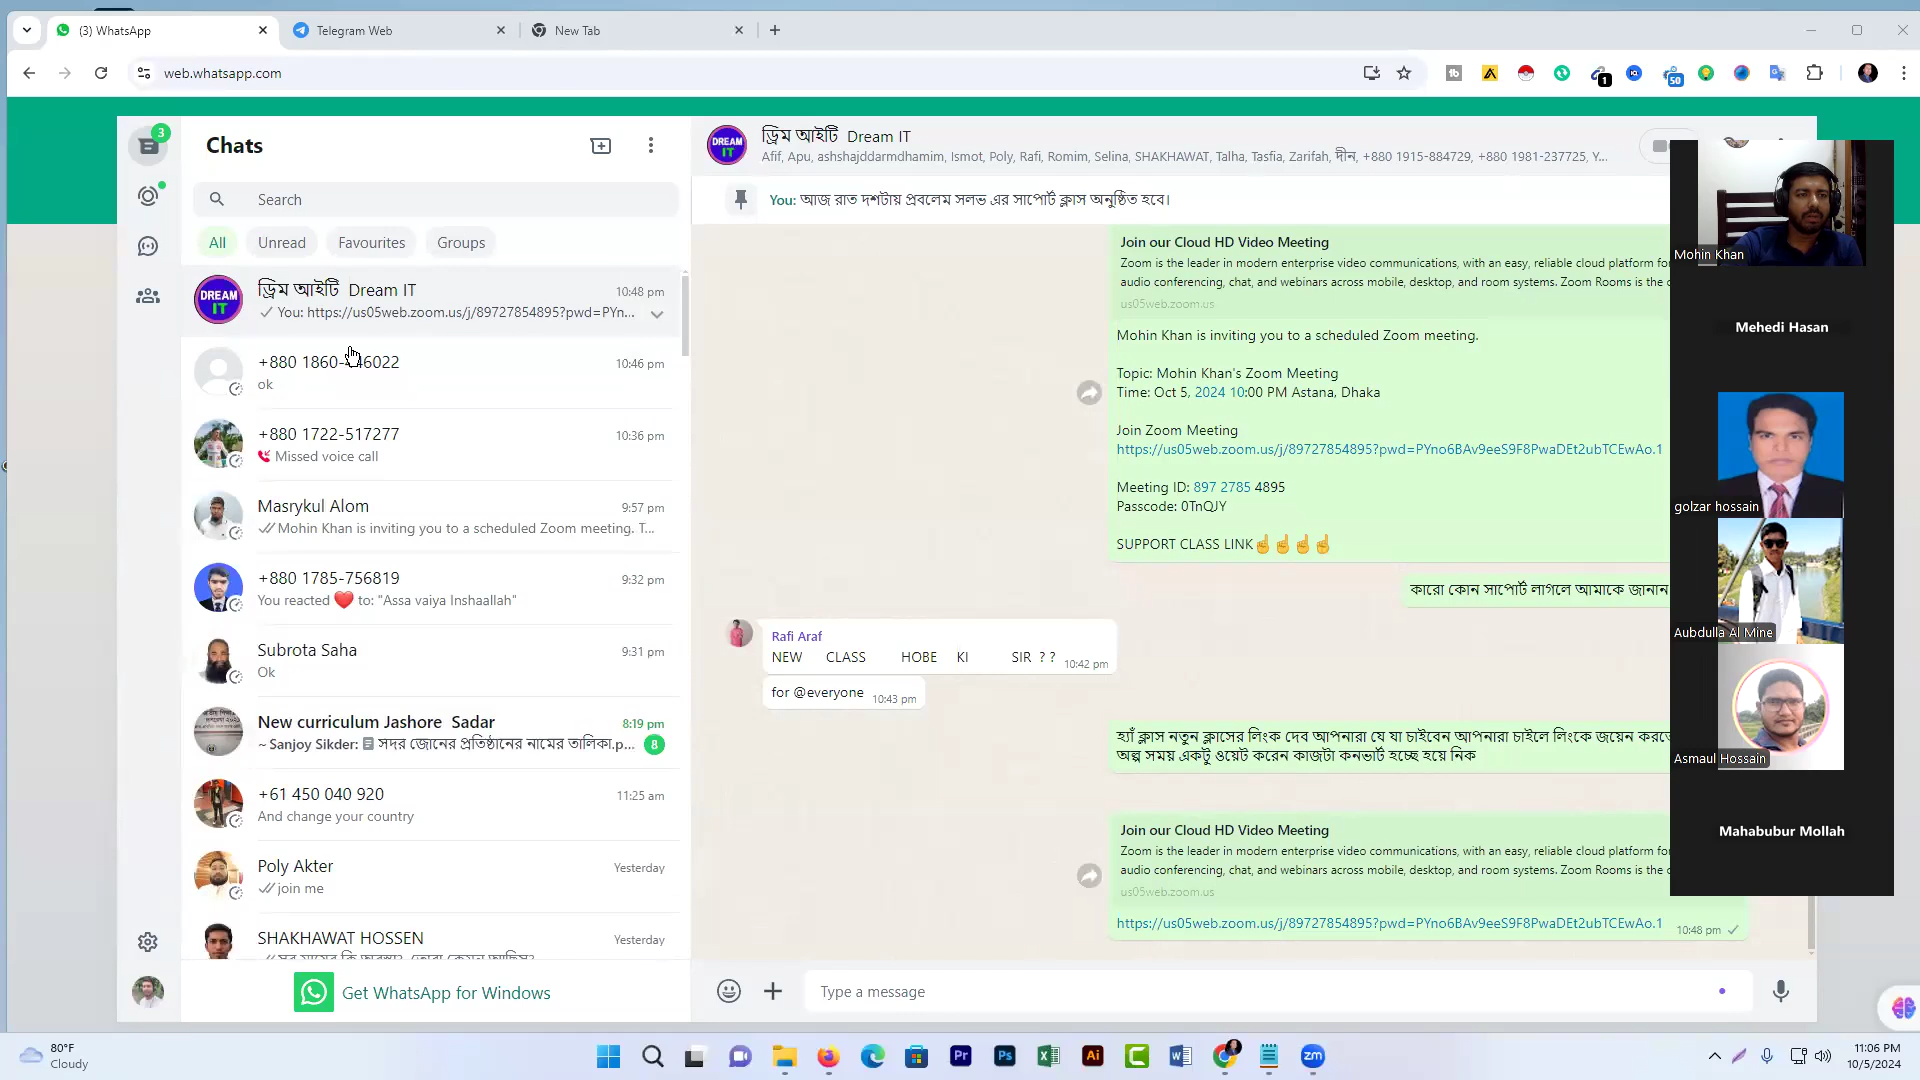 (3) WhatsApp
Telegram Web
New Tab
web.whatsapp.com
1
50
3
Chats
Search
All
Unread
Favourites
Groups
DREAM IT
ড্রিম আইটি Dream IT
10:48 pm
You: https://us05web.zoom.us/j/89727854895?pwd=PYn...
+880 1860-
46022
10:46 pm
ok
+880 1722-517277
10:36 pm
Missed voice call
Masrykul Alom
9:57 pm
Mohin Khan is inviting you to a scheduled Zoom meeting. T...
+880 1785-756819
9:32 pm
You reacted ❤️ to: "Assa vaiya Inshaallah"
Subrota Saha
9:31 pm
Ok
New curriculum Jashore Sadar
8:19 pm
~ Sanjoy Sikder: সদর জোনের প্রতিষ্ঠানের নামের তালিকা.p...
8
+61 450 040 920
11:25 am
And change your country
Poly Akter
Yesterday
join me
SHAKHAWAT HOSSEN
Yesterday
Get WhatsApp for Windows
DREAM IT
ড্রিম আইটি Dream IT
Afif, Apu, ashshajddarmdhamim, Ismot, Poly, Rafi, Romim, Selina, SHAKHAWAT, Talha, Tasfia, Zarifah, দীন, +880 1915-884729, +880 1981-237725, Y...
You: আজ রাত দশটায় প্রবলেম সলভ এর সাপোর্ট ক্লাস অনুষ্ঠিত হবে।
Join our Cloud HD Video Meeting
Zoom is the leader in modern enterprise video communications, with an easy, reliable cloud platform fo
audio conferencing, chat, and webinars across mobile, desktop, and room systems. Zoom Rooms is the
us05web.zoom.us
Mohin Khan is inviting you to a scheduled Zoom meeting.
Topic: Mohin Khan's Zoom Meeting
Time: Oct 5, 2024 10:00 PM Astana, Dhaka
Join Zoom Meeting
https://us05web.zoom.us/j/89727854895?pwd=PYno6BAv9eeS9F8PwaDEt2ubTCEwAo.1
Meeting ID: 897 2785 4895
Passcode: 0TnQJY
SUPPORT CLASS LINK☝☝☝☝
কারো কোন সাপোর্ট লাগলে আমাকে জানান
Rafi Araf
NEW CLASS HOBE KI SIR ? ?
10:42 pm
for @everyone
10:43 pm
হ্যাঁ ক্লাস নতুন ক্লাসের লিংক দেব আপনারা যে যা চাইবেন আপনারা চাইলে লিংকে জয়েন করতে
অল্প সময় একটু ওয়েট করেন কাজটা কনভার্ট হচ্ছে হয়ে নিক
Join our Cloud HD Video Meeting
Zoom is the leader in modern enterprise video communications, with an easy, reliable cloud platform fo
audio conferencing, chat, and webinars across mobile, desktop, and room systems. Zoom Rooms is the
us05web.zoom.us
https://us05web.zoom.us/j/89727854895?pwd=PYno6BAv9eeS9F8PwaDEt2ubTCEwAo.1
10:48 pm
Type a message
Mohin Khan
Mehedi Hasan
golzar hossain
Aubdulla Al Mine
Asmaul Hossain
Mahabubur Mollah
80°F
Cloudy
Pr
Ps
Ai
zm
11:06 PM
10/5/2024